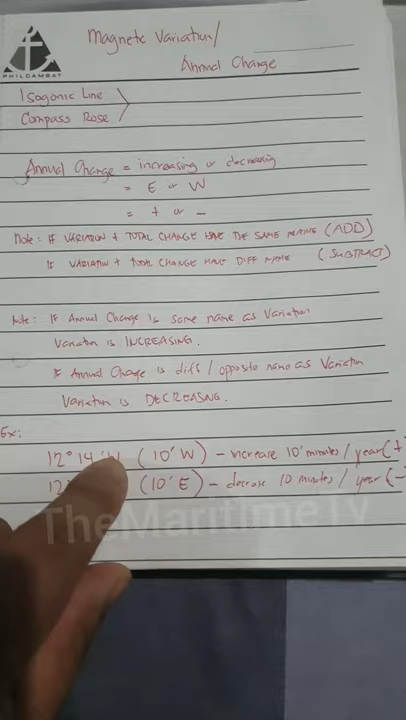 PHILCAMSAT
Magnetic Variation/
Annual Change
Isogonic Line
Compass Rose
Annual Change = increasing or decreasing
= E or W
= + or -
Note: IF VARIATION + TOTAL CHANGE HAVE THE SAME NAME (ADD)
IF VARIATION + TOTAL CHANGE HAVE DIFF NAME (SUBTRACT)
Note: IF Annual Change is same name as Variation
Variation is INCREASING.
IF Annual Change is diff/opposite name as Variation
Variation is DECREASING.
Ex:
12° 14' W (10' W) - increase 10' minutes/year (+
12° (10' E) - decrease 10 minutes/year (-
TheMaritimeTv